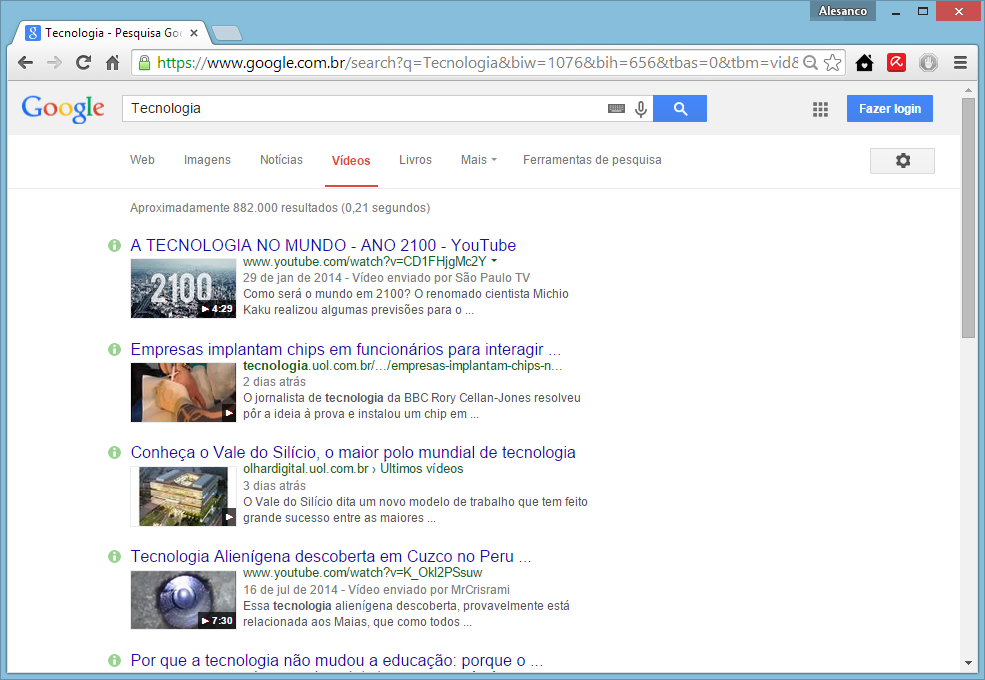 Alesanco
Tecnologia - Pesquisa Goo
https://www.google.com.br/search?q=Tecnologia&biw=1076&bih=656&tbas=0&tbm=vid&
Google
Tecnologia
Fazer login
Web Imagens Notícias Vídeos Livros Mais Ferramentas de pesquisa
Aproximadamente 882.000 resultados (0,21 segundos)
A TECNOLOGIA NO MUNDO - ANO 2100 - YouTube
www.youtube.com/watch?v=CD1FHjgMc2Y
29 de jan de 2014 - Vídeo enviado por São Paulo TV
Como será o mundo em 2100? O renomado cientista Michio
Kaku realizou algumas previsões para o ...
2100
4:29
Empresas implantam chips em funcionários para interagir ...
tecnologia.uol.com.br/.../empresas-implantam-chips-n...
2 dias atrás
O jornalista de tecnologia da BBC Rory Cellan-Jones resolveu
pôr a ideia à prova e instalou um chip em ...
Conheça o Vale do Silício, o maior polo mundial de tecnologia
olhardigital.uol.com.br › Últimos vídeos
3 dias atrás
O Vale do Silício dita um novo modelo de trabalho que tem feito
grande sucesso entre as maiores ...
Tecnologia Alienígena descoberta em Cuzco no Peru ...
www.youtube.com/watch?v=K_Okl2PSsuw
16 de jul de 2014 - Vídeo enviado por MrCrisrami
Essa tecnologia alienígena descoberta, provavelmente está
relacionada aos Maias, que como todos ...
7:30
Por que a tecnologia não mudou a educação: porque o ...